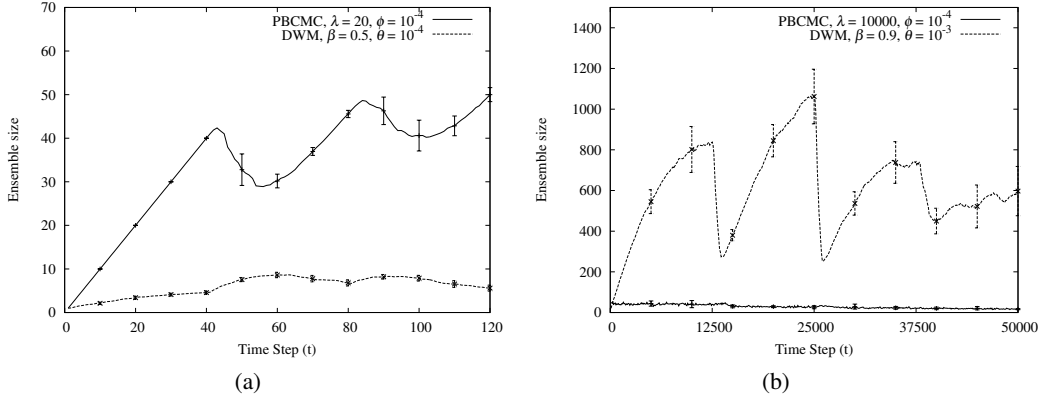 PBCMC, λ = 20, ϕ = 10⁻⁴
DWM, β = 0.5, θ = 10⁻⁴
70
60
50
40
30
20
10
0
Ensemble size
0 20 40 60 80 100 120
Time Step (t)
(a)
PBCMC, λ = 10000, ϕ = 10⁻⁴
DWM, β = 0.9, θ = 10⁻³
1400
1200
1000
800
600
400
200
0
Ensemble size
0 12500 25000 37500 50000
Time Step (t)
(b)